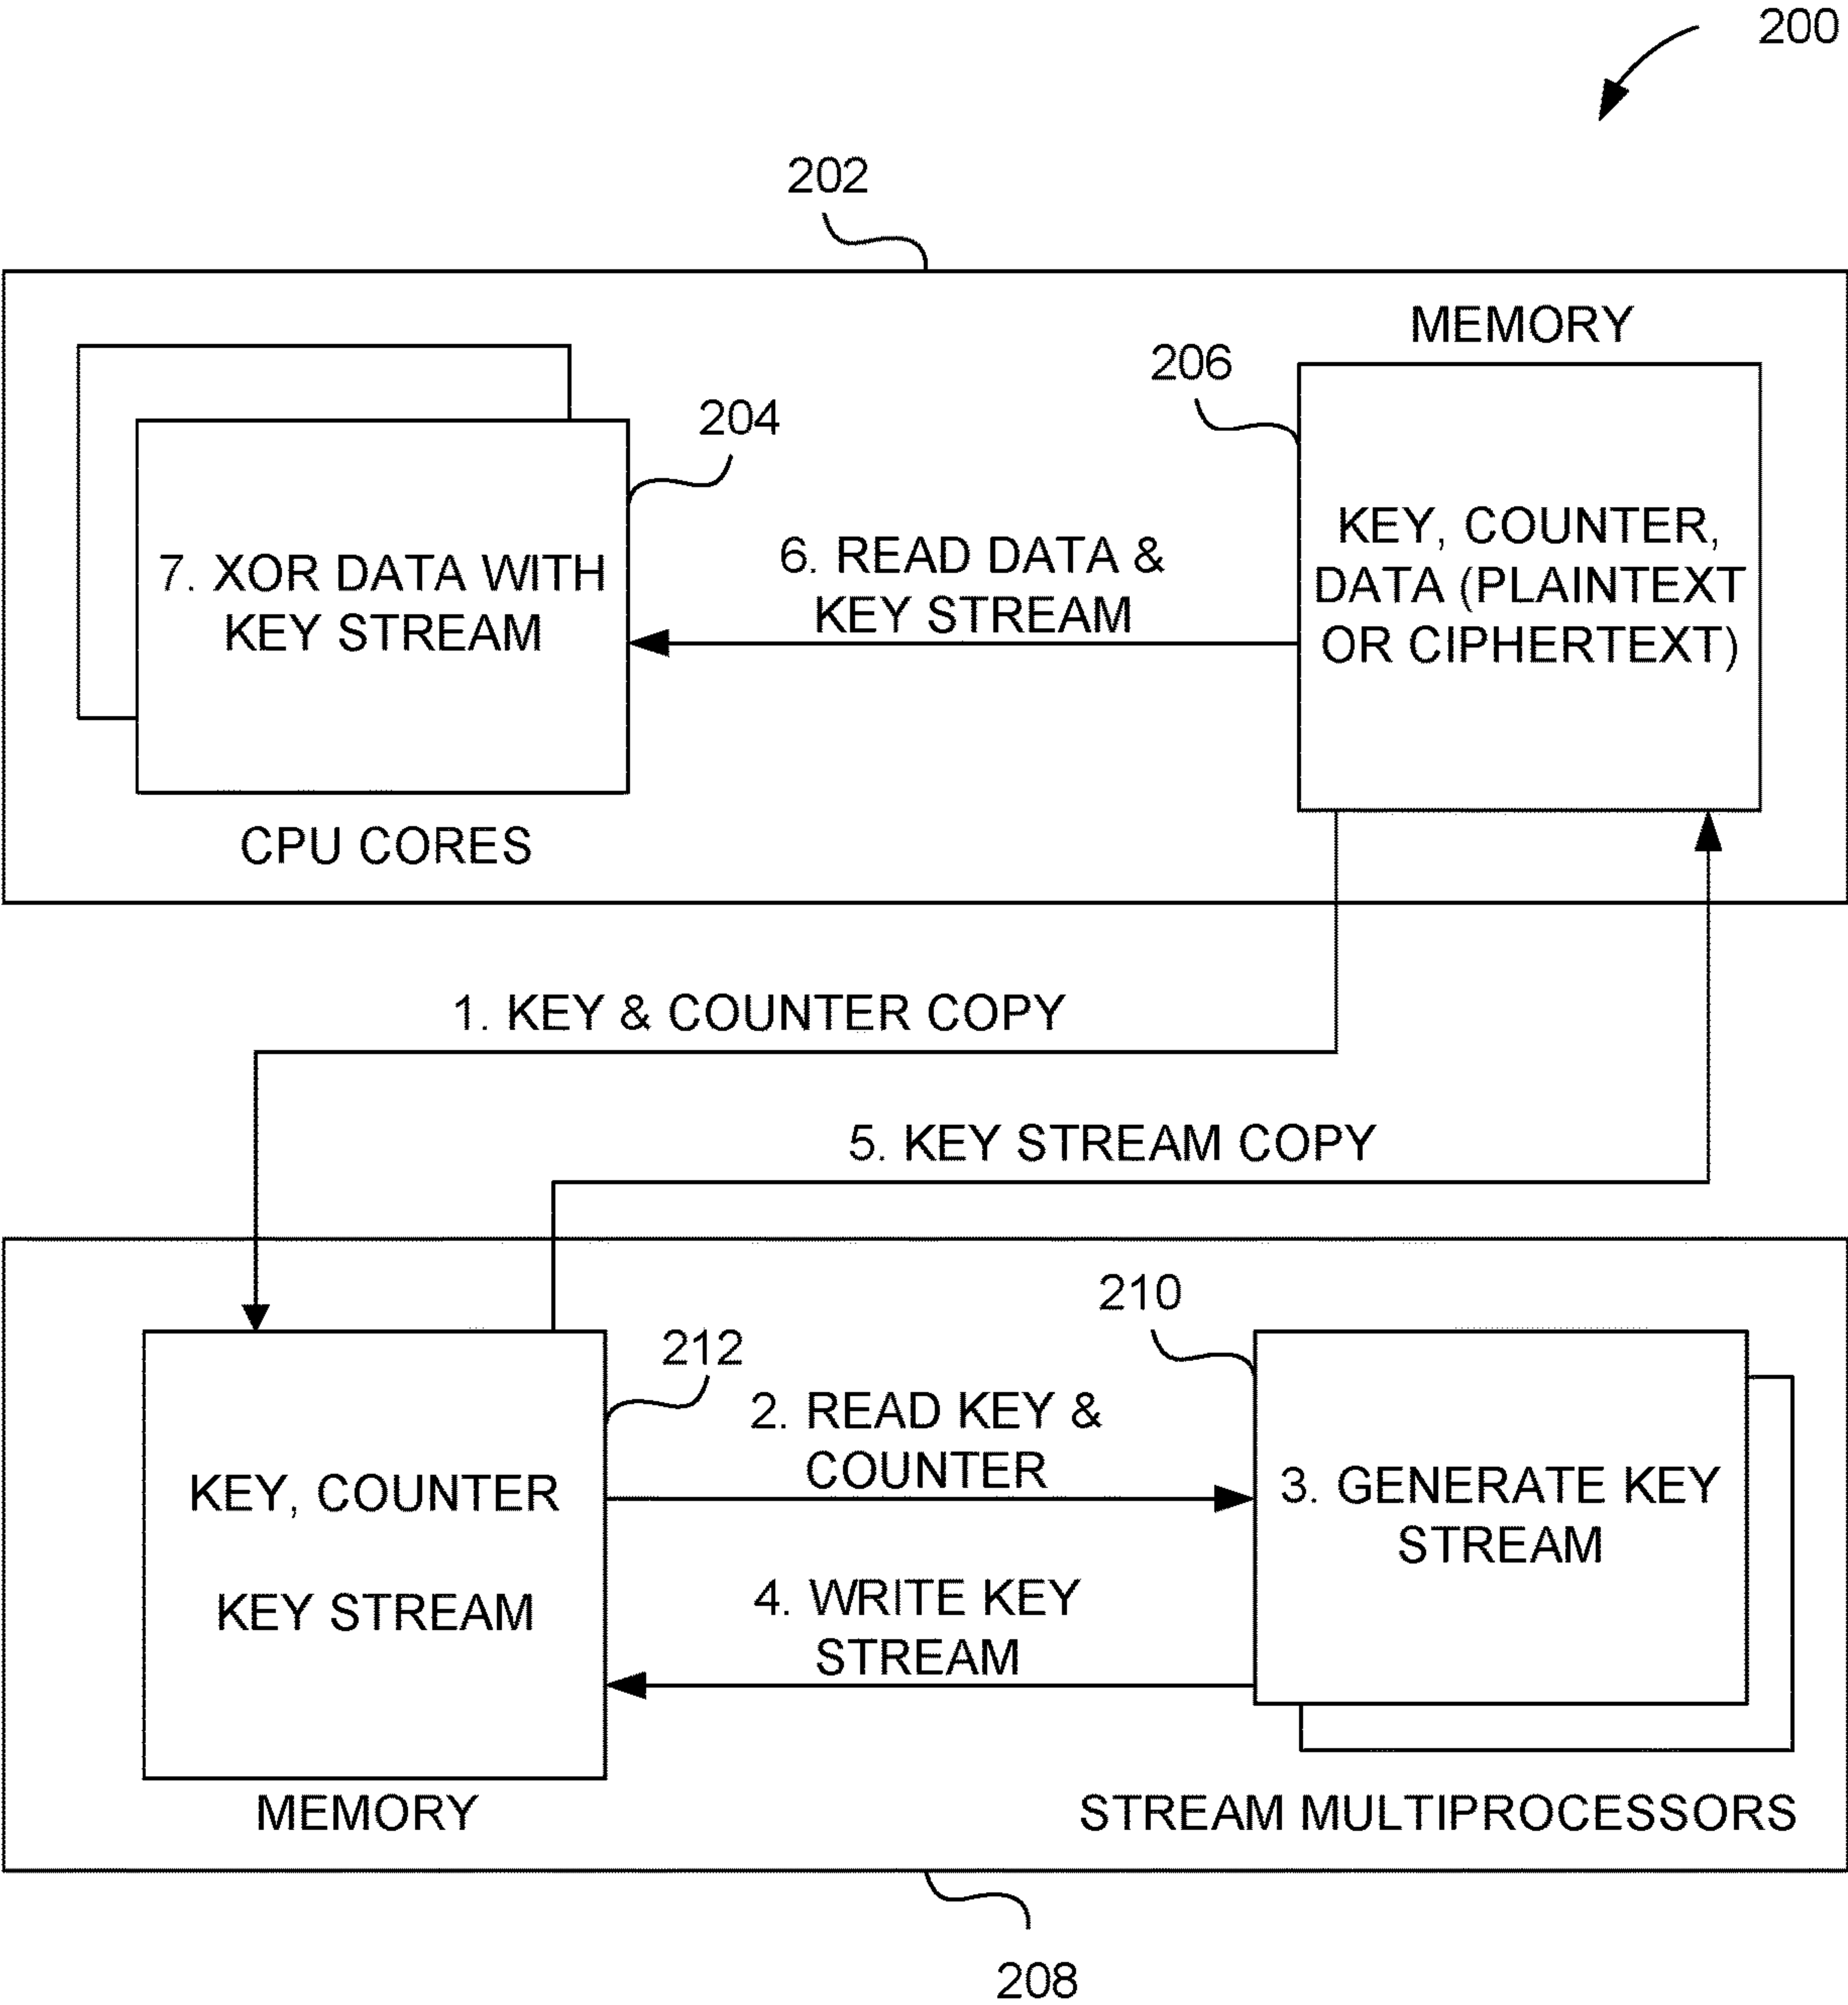 200
202
MEMORY
206
204
7. XOR DATA WITH
KEY STREAM
6. READ DATA &
KEY STREAM
KEY, COUNTER,
DATA (PLAINTEXT
OR CIPHERTEXT)
CPU CORES
1. KEY & COUNTER COPY
5. KEY STREAM COPY
210
212
KEY, COUNTER
KEY STREAM
2. READ KEY &
COUNTER
3. GENERATE KEY
STREAM
4. WRITE KEY
STREAM
MEMORY
STREAM MULTIPROCESSORS
208